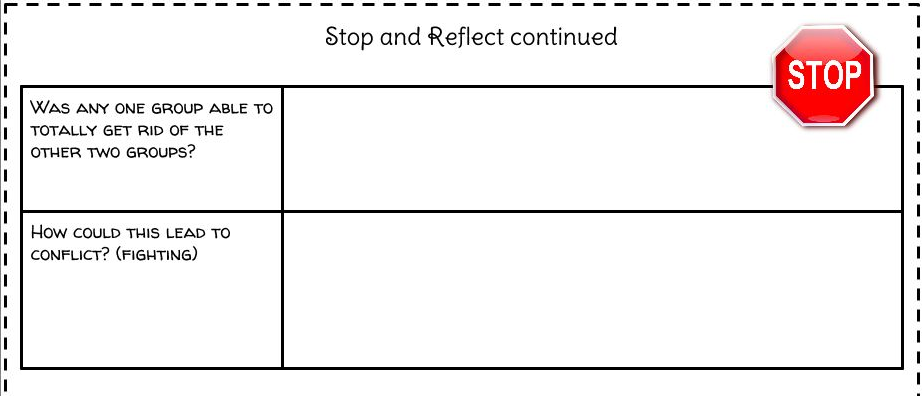 Stop and Reflect continued
STOP
WAS ANY ONE GROUP ABLE TO
TOTALLY GET RID OF THE
OTHER TWO GROUPS?
HOW COULD THIS LEAD TO
CONFLICT? (FIGHTING)